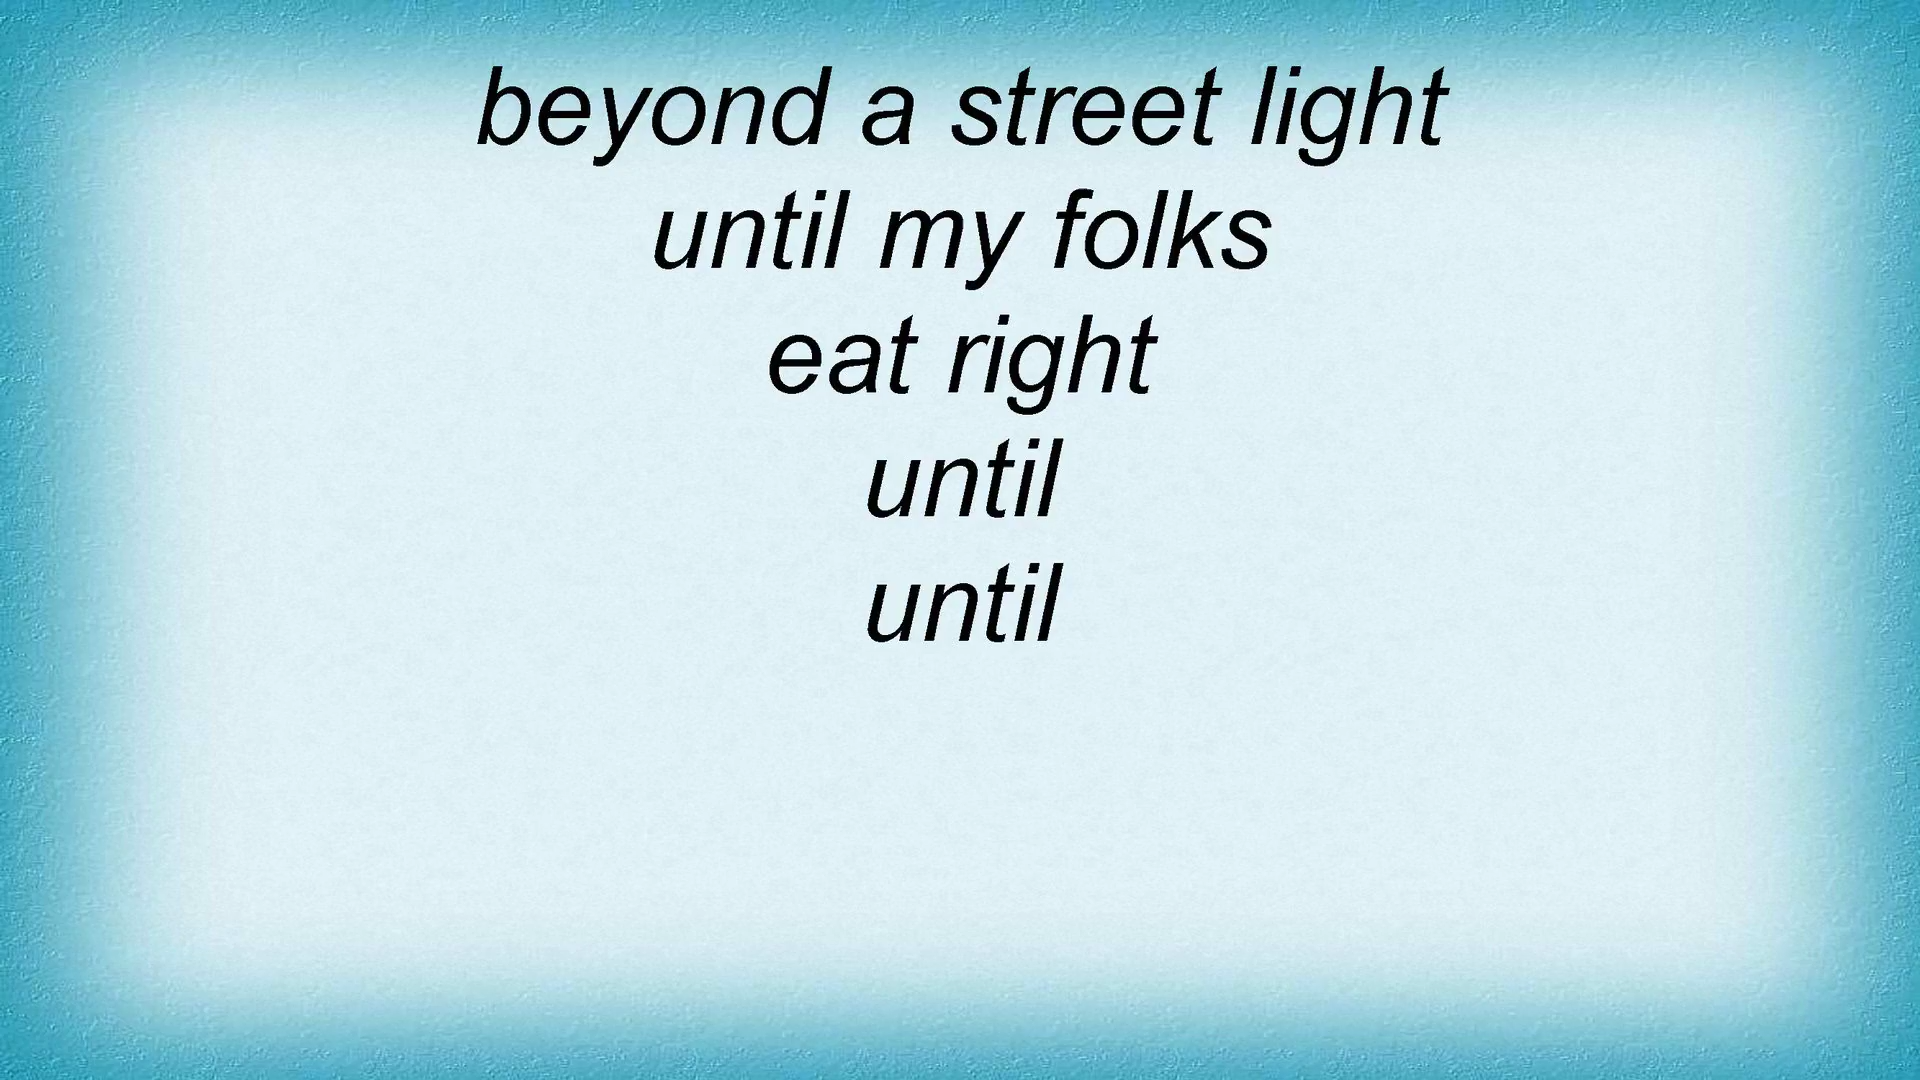 beyond a street light
until my folks
eat right
until
until